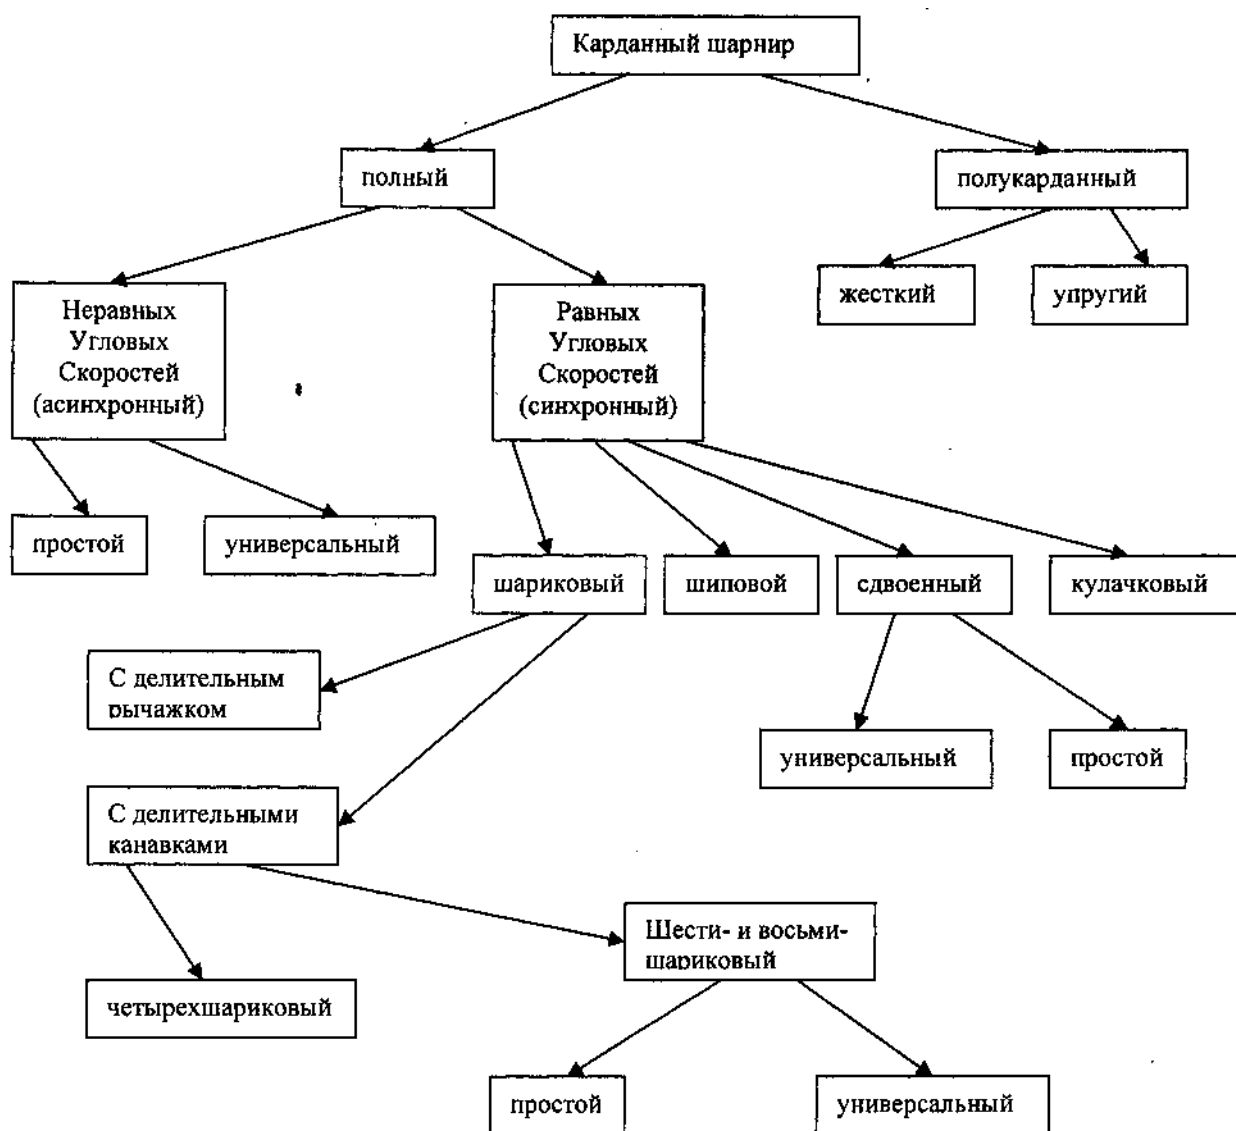 Карданный шарнир
полный
полукарданный
жесткий
упругий
Неравных
Угловых
Скоростей
(асинхронный)
Равных
Угловых
Скоростей
(синхронный)
простой
универсальный
шариковый
шиповой
сдвоенный
кулачковый
С делительным
рычажком
универсальный
простой
С делительными
канавками
Шести- и восьми-
шариковый
четырехшариковый
простой
универсальный